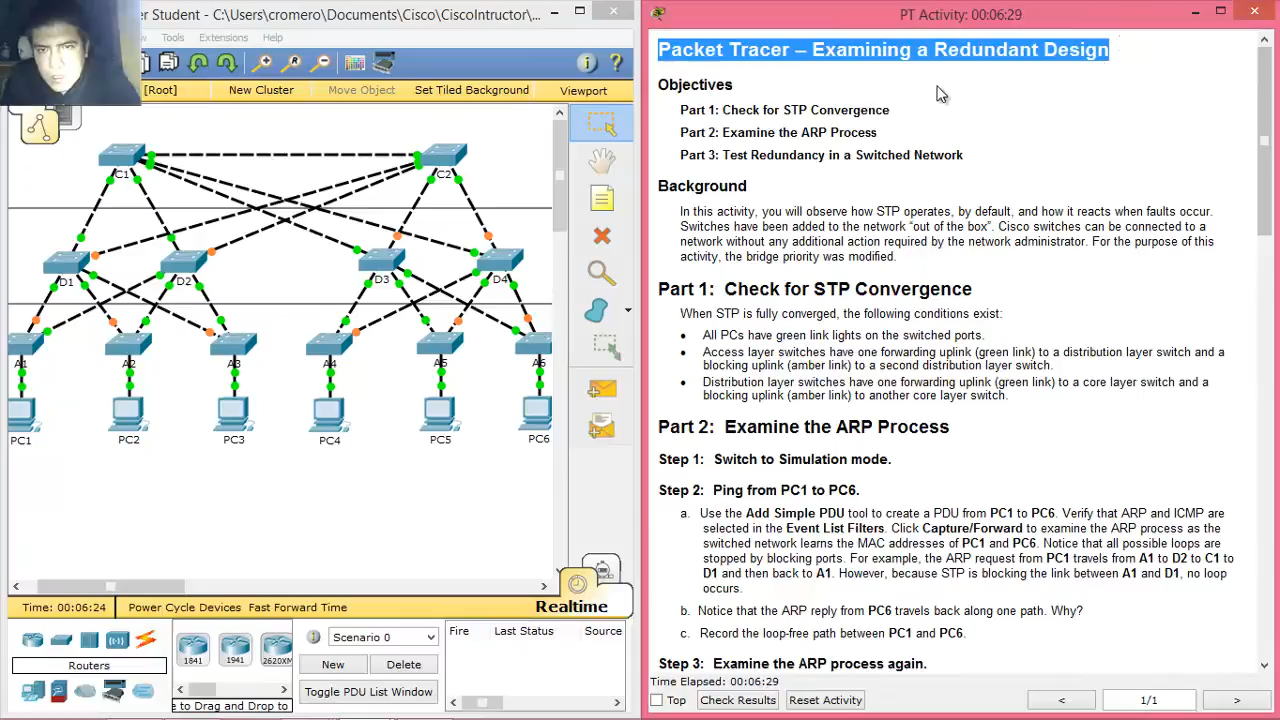 er Student - C:\Users\cromero\Documents\Cisco\CiscoIntructor\...
Tools Extensions Help
[Root] New Cluster Move Object Set Tiled Background Viewport
C1 C2
D1 D2 D3 D4
A1 A2 A3 A4 A5 A6
PC1 PC2 PC3 PC4 PC5 PC6
Time: 00:06:24 Power Cycle Devices Fast Forward Time
Realtime
Routers
1841 1941 2620XM
e to Drag and Drop to
Scenario 0
New Delete
Toggle PDU List Window
Fire Last Status Source
PT Activity: 00:06:29
Packet Tracer – Examining a Redundant Design
Objectives
Part 1: Check for STP Convergence
Part 2: Examine the ARP Process
Part 3: Test Redundancy in a Switched Network
Background
In this activity, you will observe how STP operates, by default, and how it reacts when faults occur.
Switches have been added to the network “out of the box”. Cisco switches can be connected to a
network without any additional action required by the network administrator. For the purpose of this
activity, the bridge priority was modified.
Part 1: Check for STP Convergence
When STP is fully converged, the following conditions exist:
• All PCs have green link lights on the switched ports.
• Access layer switches have one forwarding uplink (green link) to a distribution layer switch and a
blocking uplink (amber link) to a second distribution layer switch.
• Distribution layer switches have one forwarding uplink (green link) to a core layer switch and a
blocking uplink (amber link) to another core layer switch.
Part 2: Examine the ARP Process
Step 1: Switch to Simulation mode.
Step 2: Ping from PC1 to PC6.
a. Use the Add Simple PDU tool to create a PDU from PC1 to PC6. Verify that ARP and ICMP are
selected in the Event List Filters. Click Capture/Forward to examine the ARP process as the
switched network learns the MAC addresses of PC1 and PC6. Notice that all possible loops are
stopped by blocking ports. For example, the ARP request from PC1 travels from A1 to D2 to C1 to
D1 and then back to A1. However, because STP is blocking the link between A1 and D1, no loop
occurs.
b. Notice that the ARP reply from PC6 travels back along one path. Why?
c. Record the loop-free path between PC1 and PC6.
Step 3: Examine the ARP process again.
Time Elapsed: 00:06:29
Top Check Results Reset Activity < 1/1 >